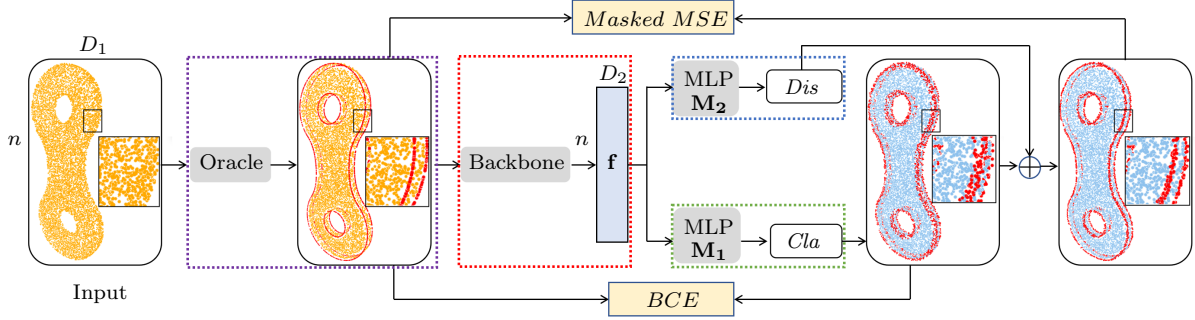 Masked MSE
D₁
n
Input
Oracle
Backbone
D₂
n
f
MLP
M₂
Dis
MLP
M₁
Cla
BCE